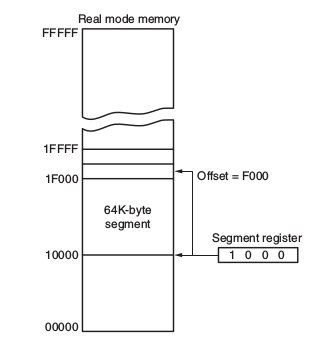 Real mode memory
FFFFF
1FFFF
1F000
Offset = F000
64K-byte
segment
Segment register
10000
1 0 0 0
00000